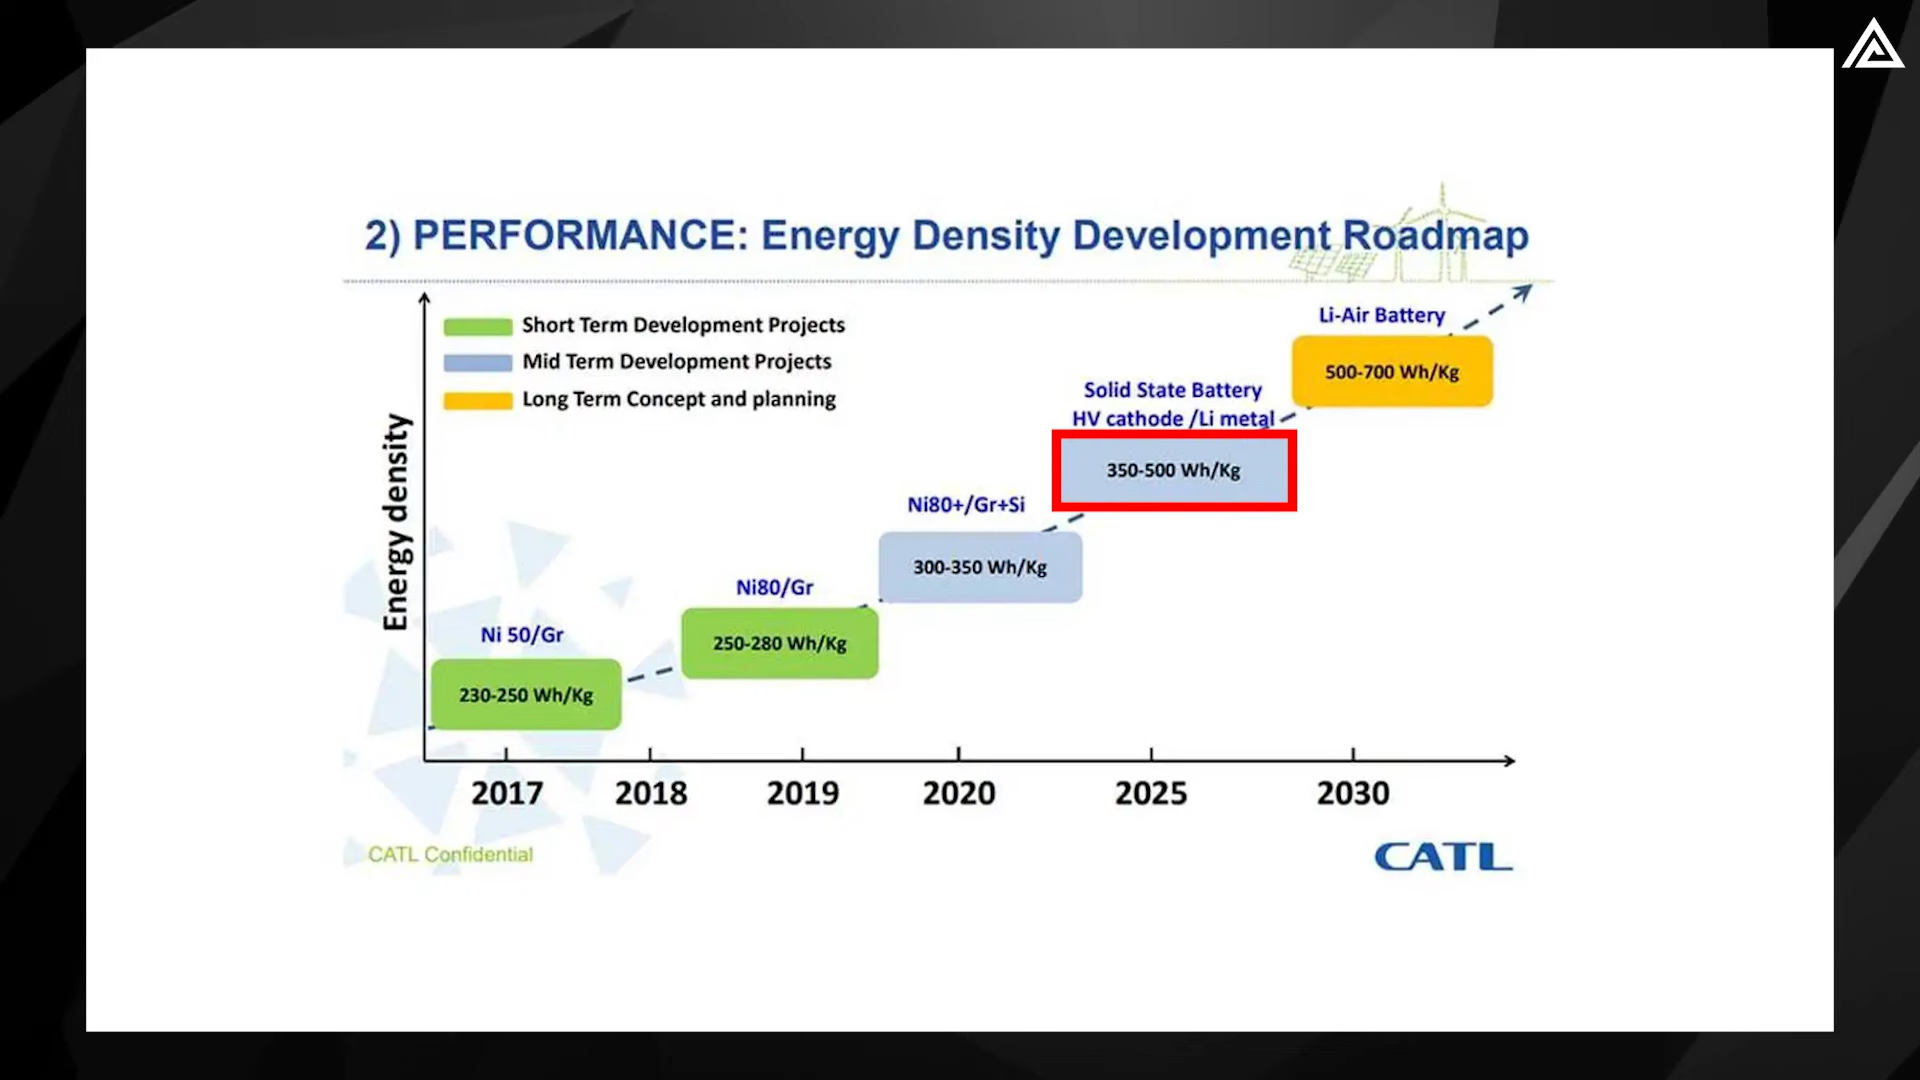 2) PERFORMANCE: Energy Density Development Roadmap
Short Term Development Projects
Mid Term Development Projects
Long Term Concept and planning
Energy density
Li-Air Battery
500-700 Wh/Kg
Solid State Battery
HV cathode /Li metal
350-500 Wh/Kg
Ni80+/Gr+Si
300-350 Wh/Kg
Ni80/Gr
250-280 Wh/Kg
Ni 50/Gr
230-250 Wh/Kg
2017 2018 2019 2020 2025 2030
CATL Confidential
CATL